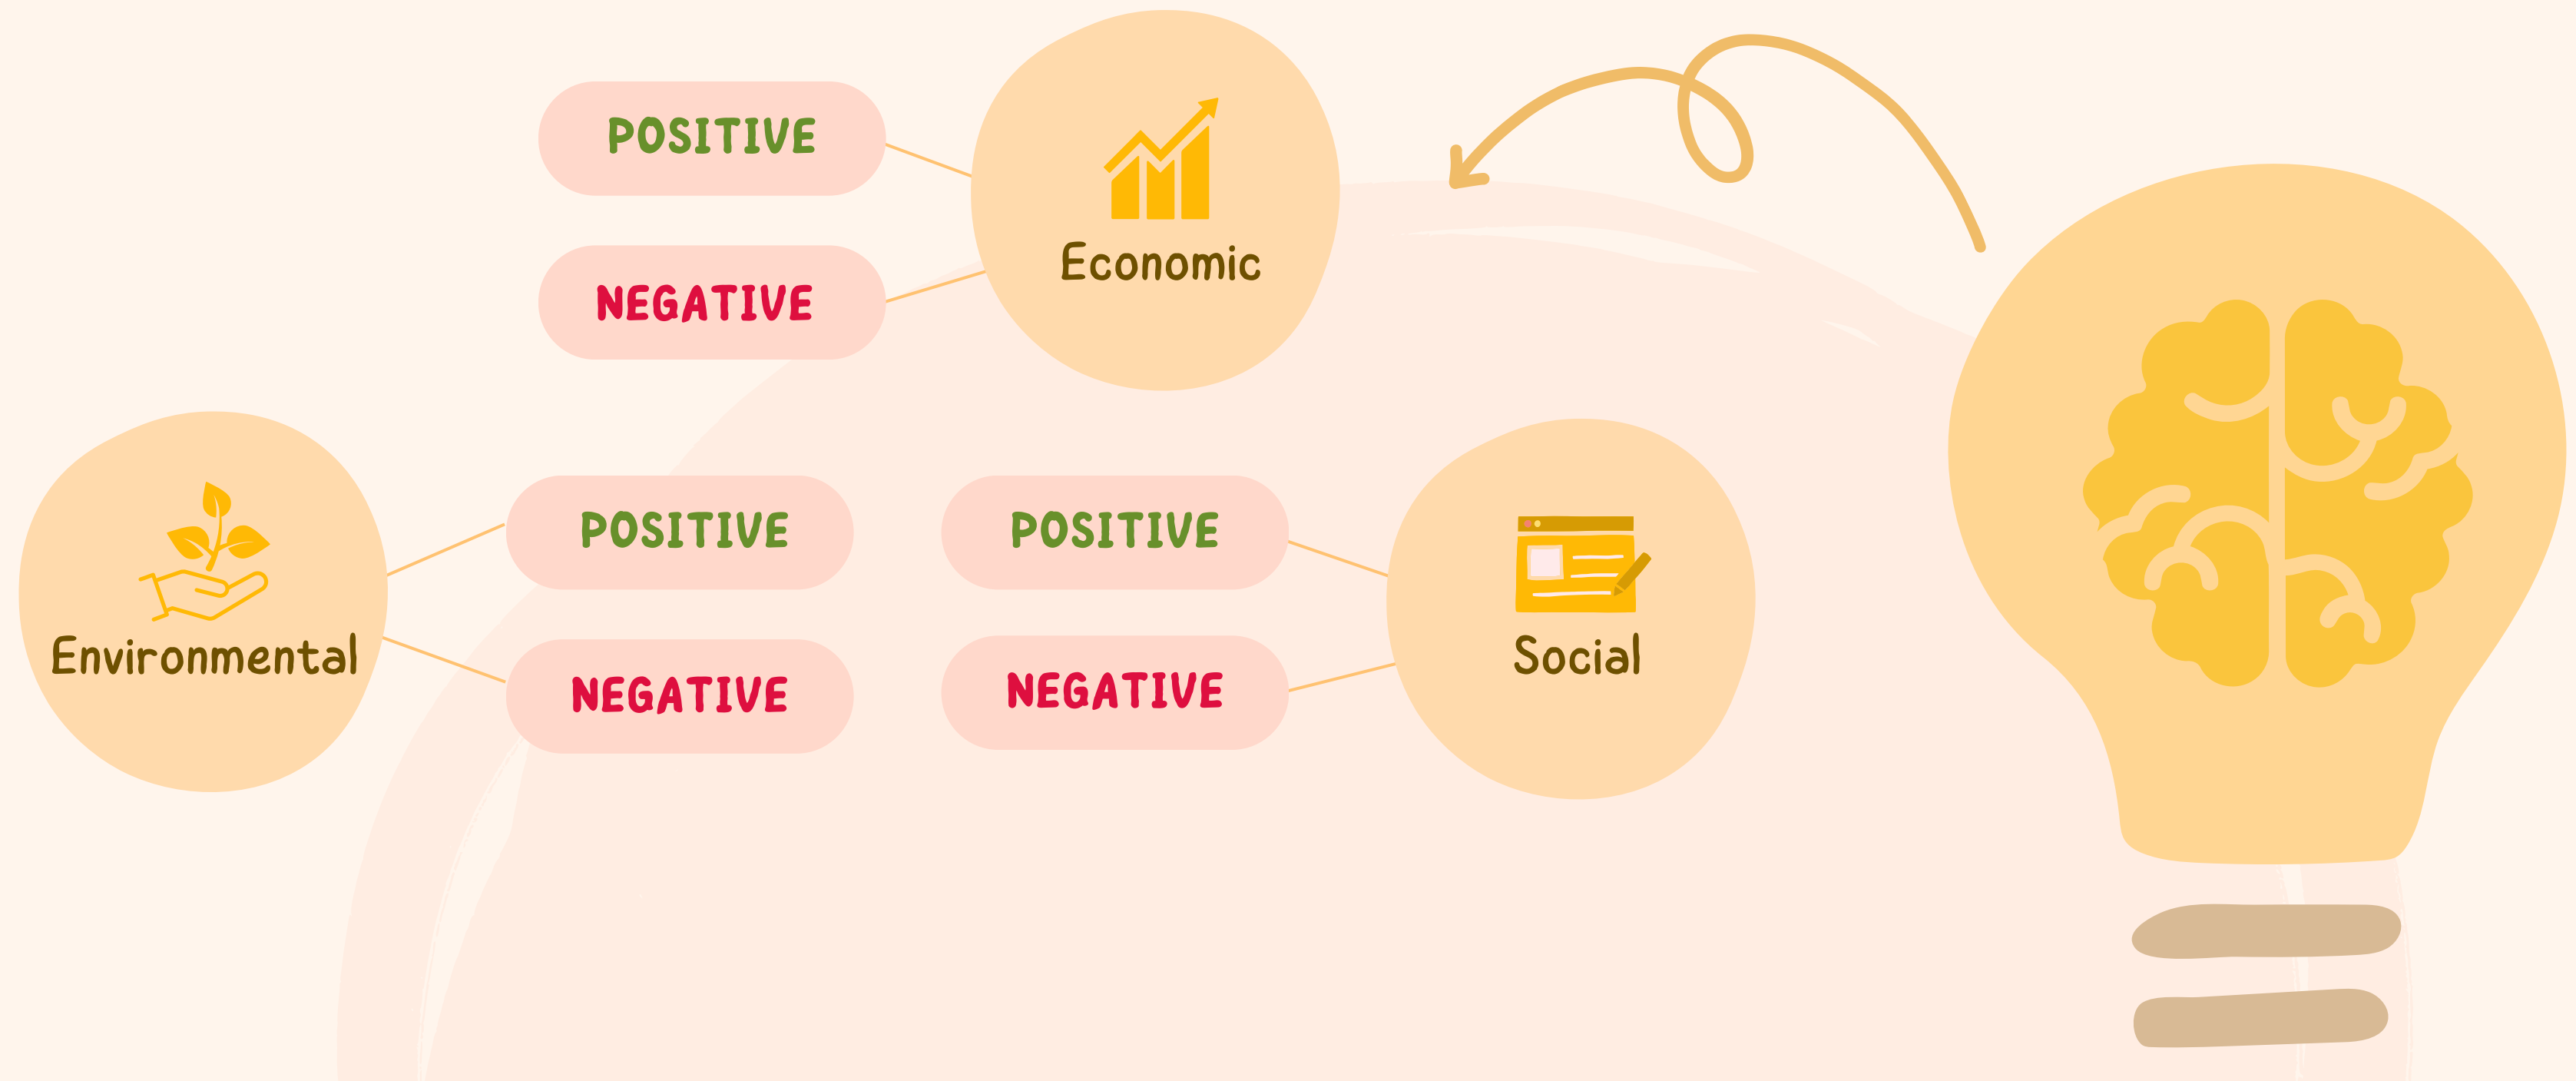 POSITIVE
NEGATIVE
Economic
Environmental
POSITIVE
NEGATIVE
POSITIVE
NEGATIVE
Social